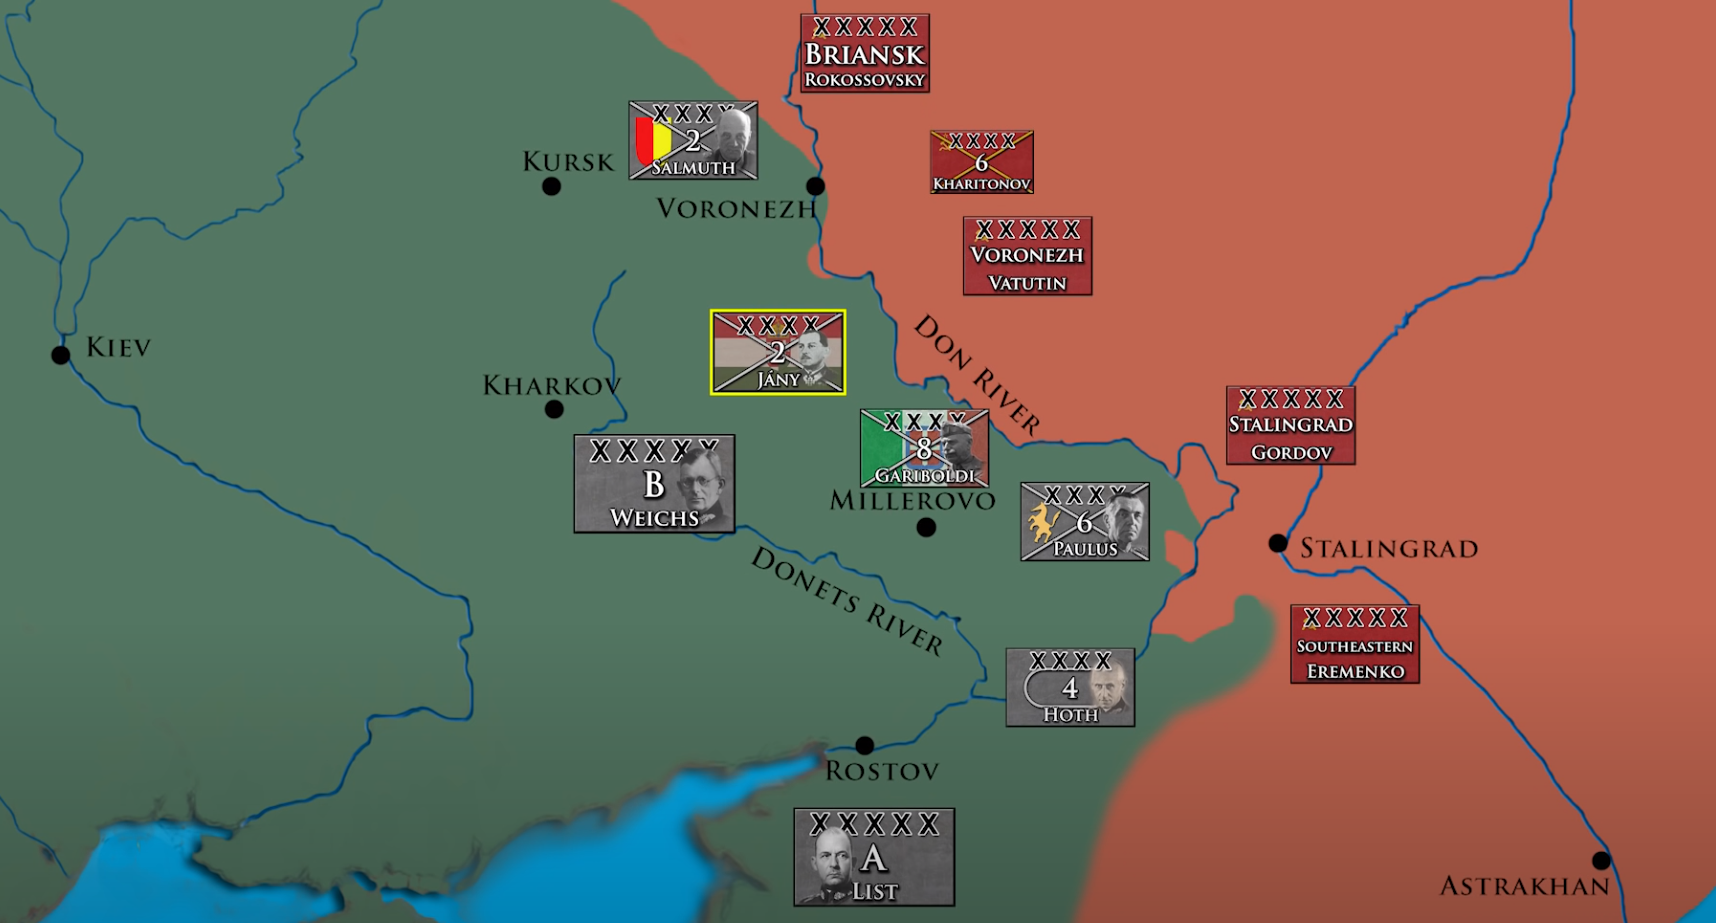 XXXXX
BRIANSK
ROKOSSOVSKY
XXXX
2
SALMUTH
KURSK
XXXX
6
KHARITONOV
VORONEZH
XXXXX
VORONEZH
VATUTIN
XXXX
2
JÁNY
DON RIVER
KIEV
KHARKOV
XXXXX
B
WEICHS
XXXX
8
GARIBOLDI
MILLEROVO
XXXXX
STALINGRAD
GORDOV
XXXX
6
PAULUS
STALINGRAD
DONETS RIVER
XXXXX
SOUTHEASTERN
EREMENKO
XXXX
4
HOTH
ROSTOV
XXXXX
A
LIST
ASTRAKHAN